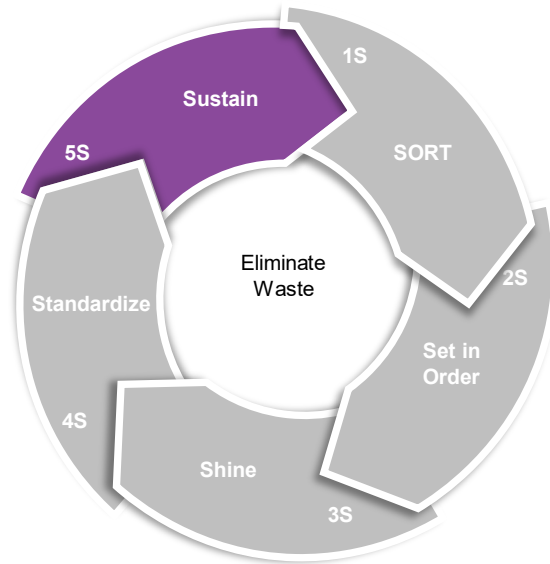 1S
SORT
2S
Set in
Order
3S
Shine
4S
Standardize
5S
Sustain
Eliminate
Waste